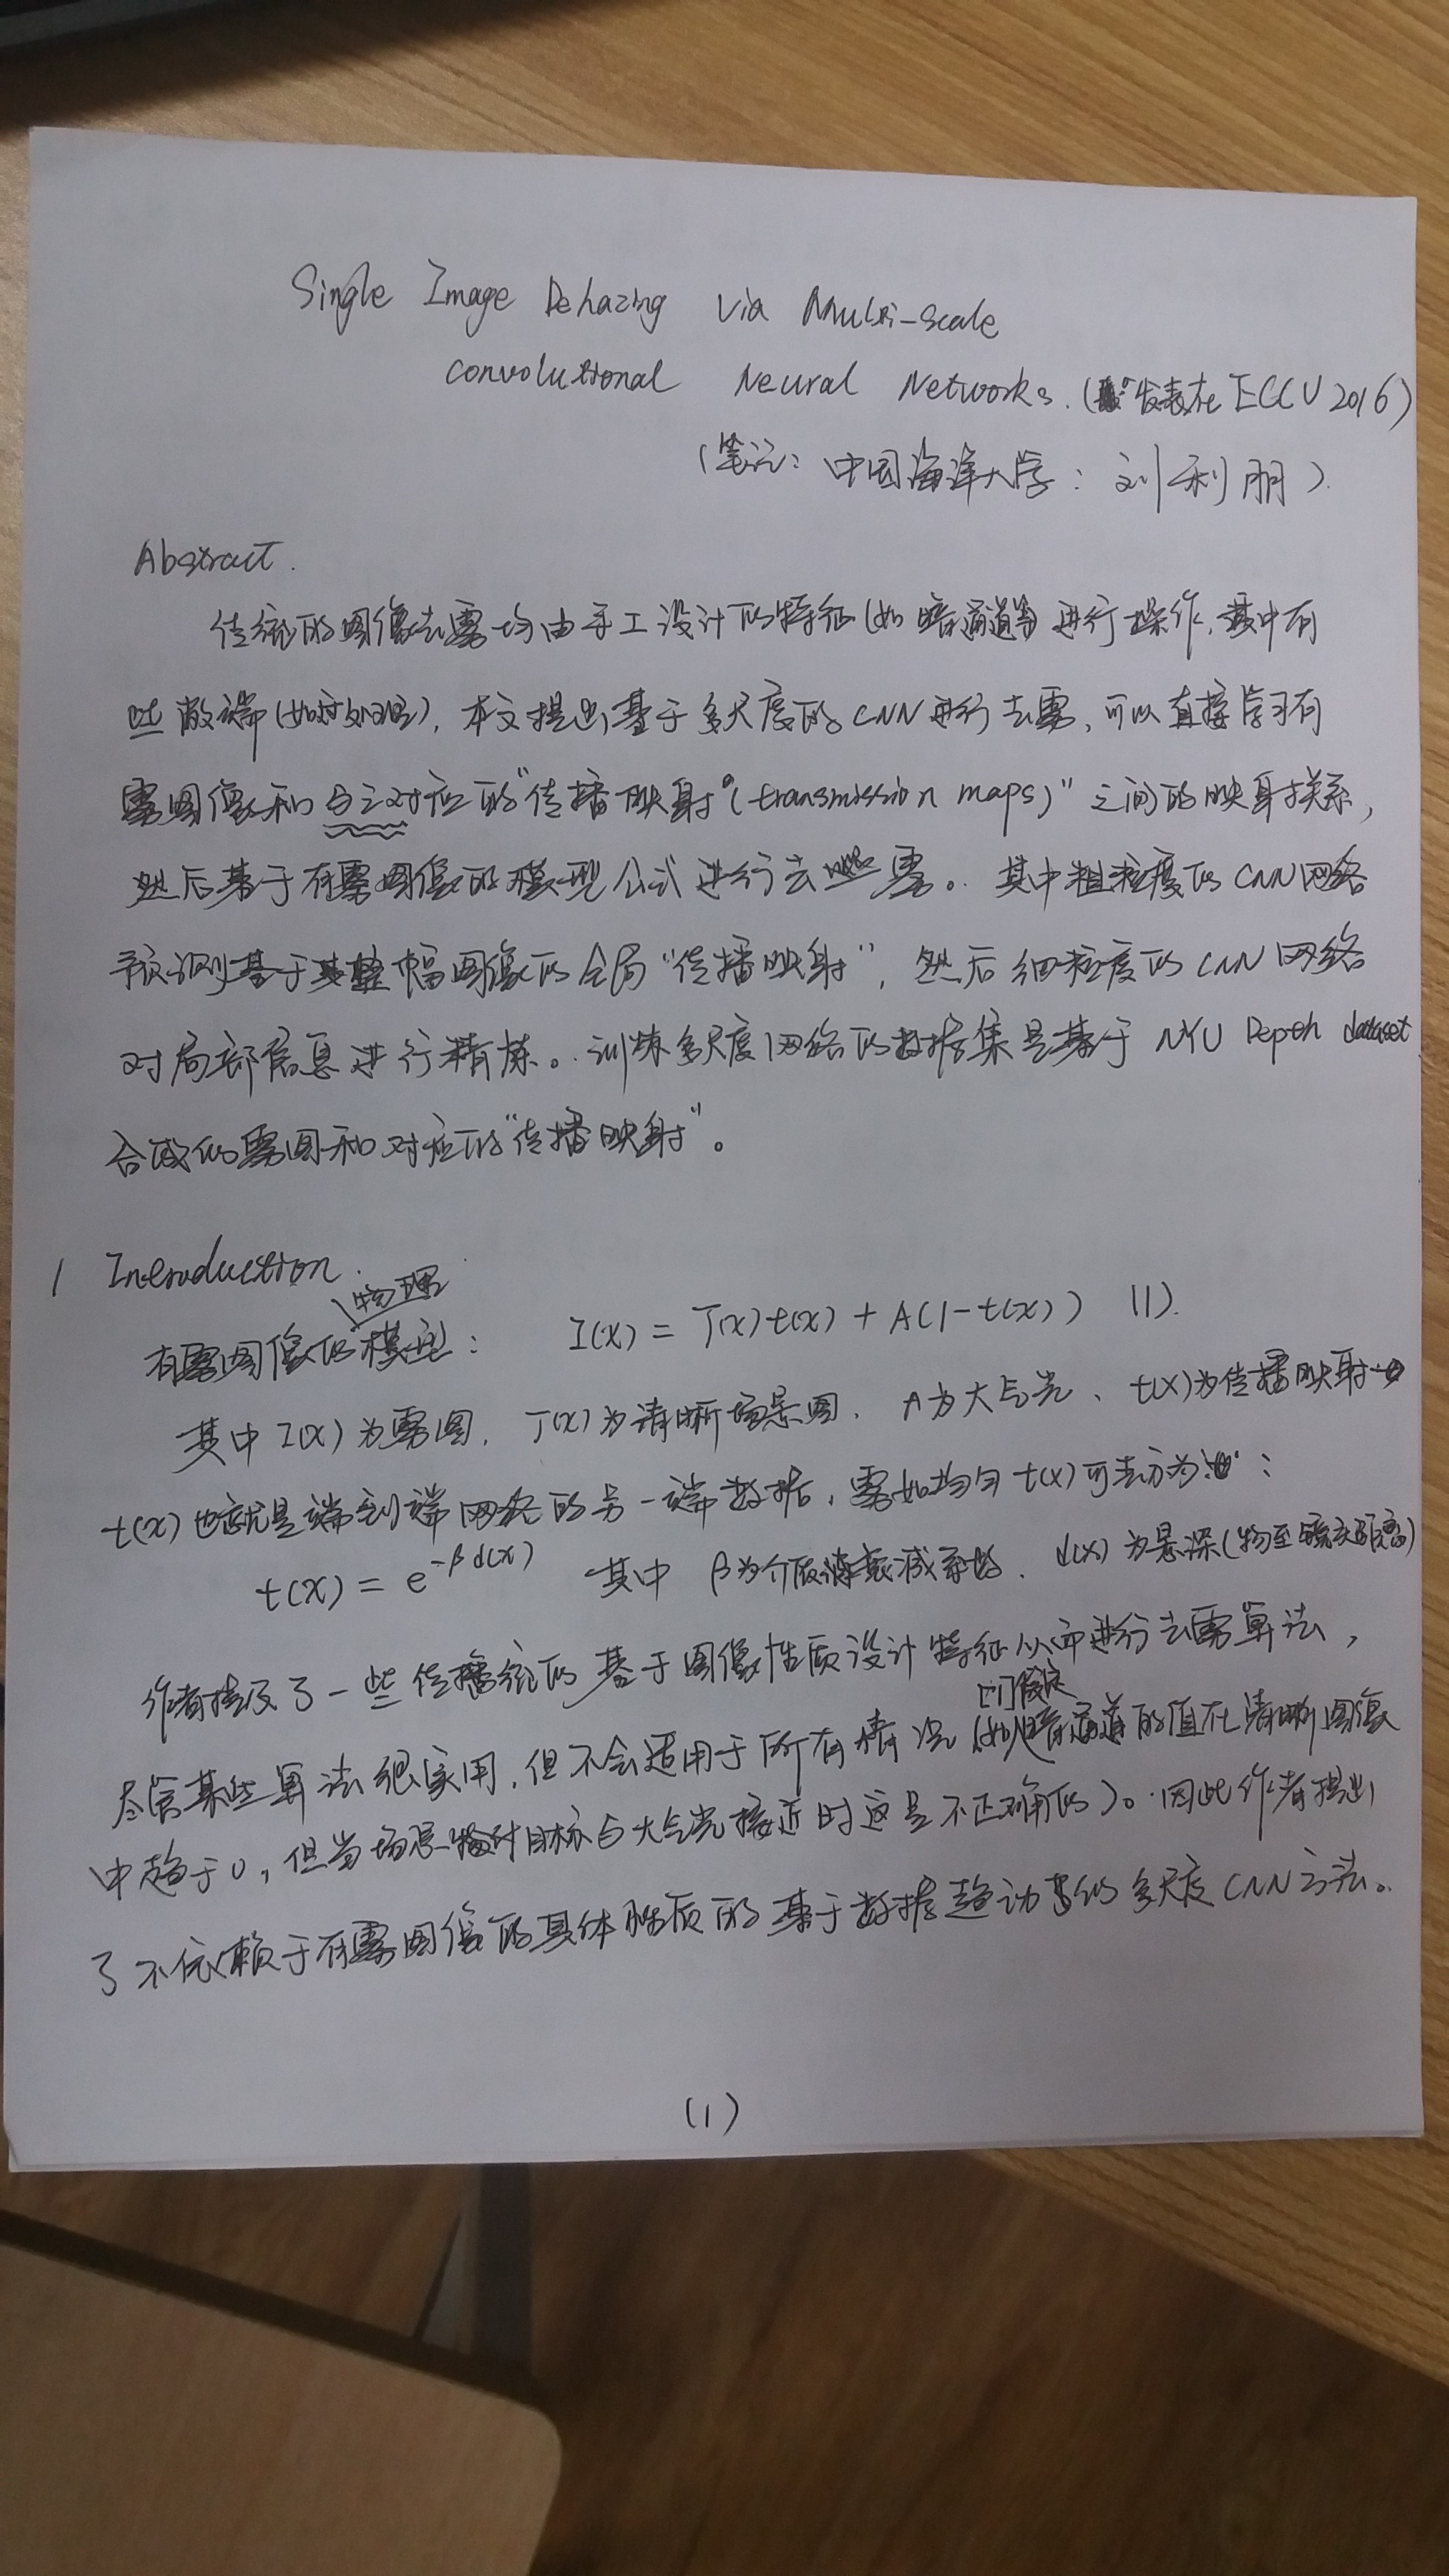 Single Image Dehazing via Multi-scale
convolutional Neural Networks. (发表在ECCV 2016)
(笔记: 中国海洋大学: 刘利朋)
Abstract.
传统的图像去雾均由手工设计的特征(如暗通道等)进行操作,其中有
些敝端(如过处理),本文提出基于多尺度的CNN进行去雾,可以直接学习有
雾图像和与之对应的"传播映射"(transmission maps)"之间的映射关系,
然后基于有雾图像的模型公式进行去雾。其中粗粒度的CNN网络
预测基于整幅图像的全局"传播映射",然后细粒度的CNN网络
对局部信息进行精炼。训练多尺度网络的数据集是基于NYU Depth dataset
合成的雾图和对应的"传播映射"。
1 Introduction.
有雾图像的物理模型: I(x) = J(x)t(x) + A(1-t(x)) (1).
其中I(x)为雾图, J(x)为清晰场景图, A为大气光、t(x)为传播映射
t(x)也就是端到端网络的另一端数据,雾如均匀t(x)可表示为:
t(x) = e^{-βd(x)} 其中β为介质衰减系数、d(x)为景深(物至镜头距离)
作者提及了一些传统的基于图像性质设计特征从而进行去雾算法,
尽管某些算法很实用,但不会适用于所有情况(如暗通道的值在清晰图像
中趋于0,但当场景目标与大气光接近时这是不正确的)。因此作者提出
了不依赖于有雾图像的具体性质的基于数据趋动的多尺度CNN方法。
(1)